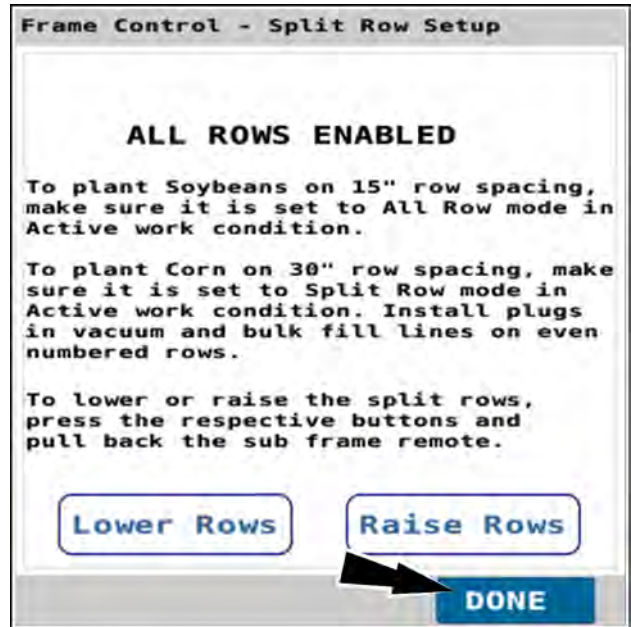 Frame Control - Split Row Setup
ALL ROWS ENABLED
To plant Soybeans on 15" row spacing,
make sure it is set to All Row mode in
Active work condition.
To plant Corn on 30" row spacing, make
sure it is set to Split Row mode in
Active work condition. Install plugs
in vacuum and bulk fill lines on even
numbered rows.
To lower or raise the split rows,
press the respective buttons and
pull back the sub frame remote.
Lower Rows Raise Rows
DONE